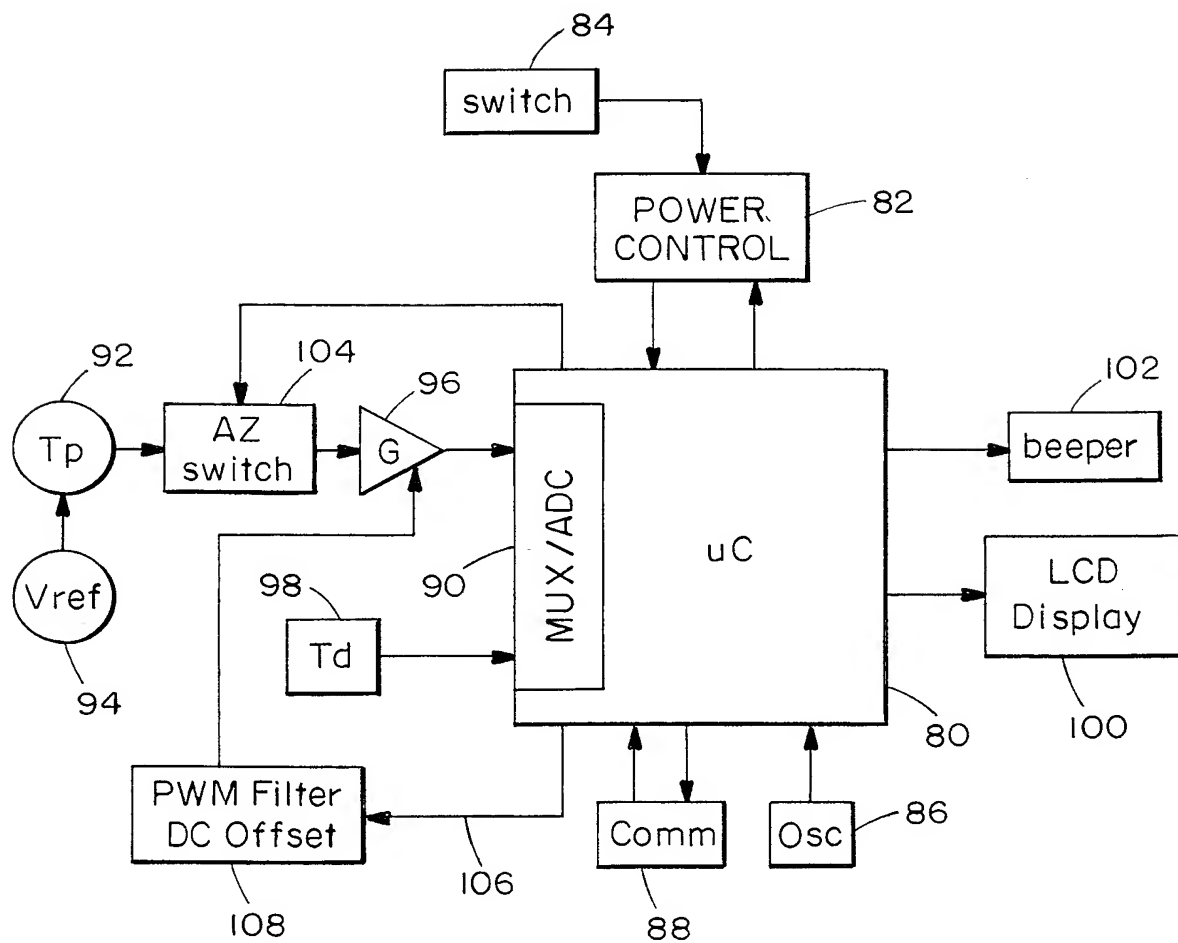 84
switch
POWER
CONTROL
82
92
104
96
102
Tp
AZ
switch
G
beeper
MUX/ADC
uC
90
Vref
98
LCD
Display
Td
94
80
100
PWM Filter
DC Offset
Comm
Osc
86
106
108
88